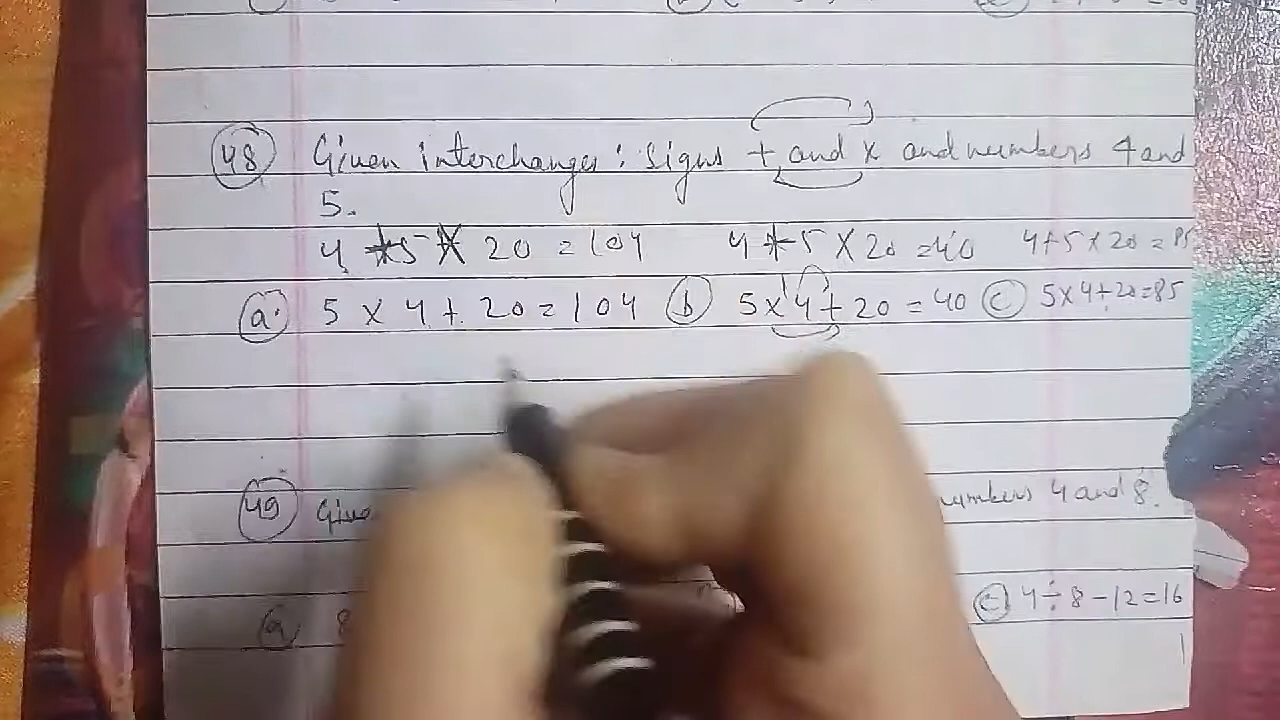 48 Given interchanges: Signs + and × and numbers 4 and
5.
4 + 5 × 20 = 104 4 + 5 × 20 = 40 4 + 5 × 20 = 85
a. 5 × 4 + 20 = 104 b 5 × 4 + 20 = 40 c 5 × 4 + 20 = 85
49 numbers 4 and 8.
a 8 c 4 ÷ 8 - 12 = 16